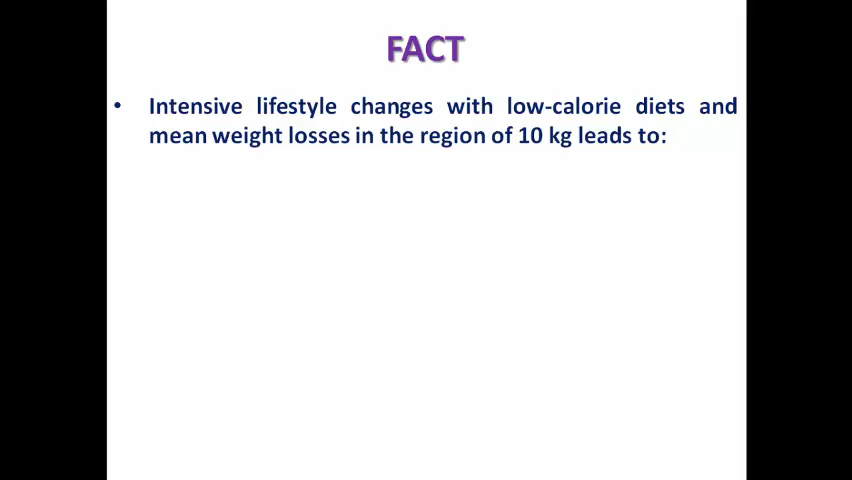 FACT
• Intensive lifestyle changes with low-calorie diets and
mean weight losses in the region of 10 kg leads to: